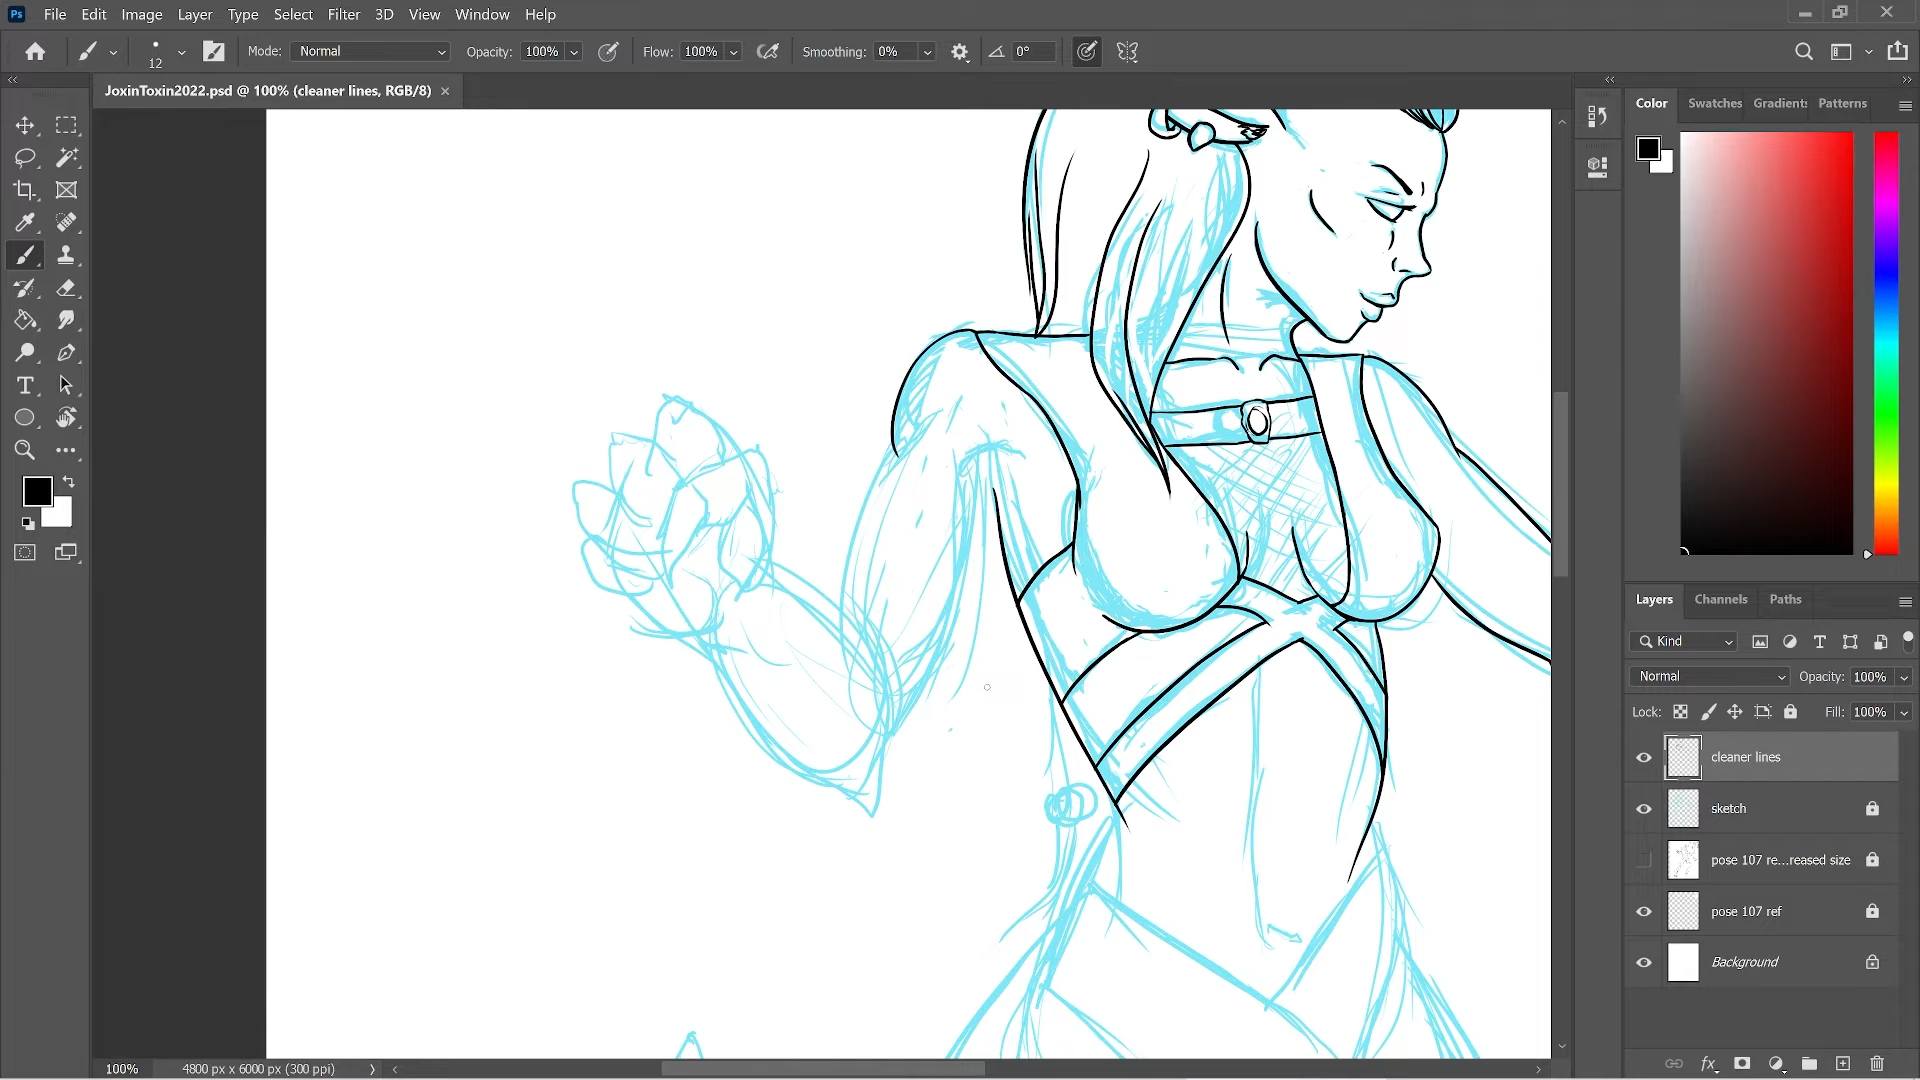 Ps File Edit Image Layer Type Select Filter 3D View Window Help
12 Mode: Normal Opacity: 100% Flow: 100% Smoothing: 0% 0°
JoxinToxin2022.psd @ 100% (cleaner lines, RGB/8)
Color Swatches Gradients Patterns
Layers Channels Paths
Kind
Normal Opacity: 100%
Lock: Fill: 100%
cleaner lines
sketch
pose 107 re...reased size
pose 107 ref
Background
fx
100% 4800 px x 6000 px (300 ppi)